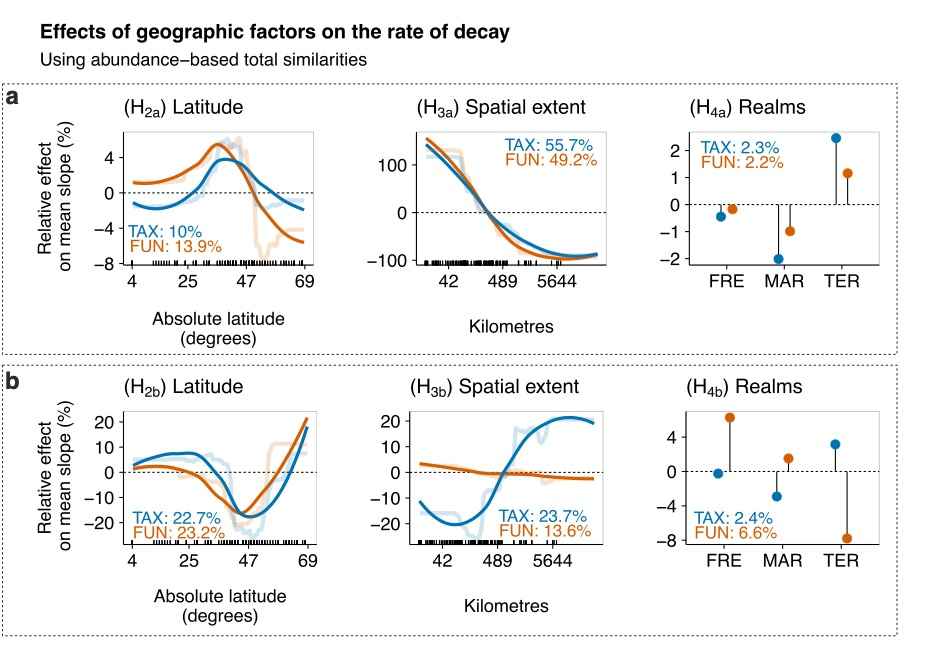 Effects of geographic factors on the rate of decay
Using abundance−based total similarities
a
(H2a) Latitude
(H3a) Spatial extent
(H4a) Realms
Relative effect
on mean slope (%)
4
0
−4
−8
TAX: 10%
FUN: 13.9%
4 25 47 69
Absolute latitude
(degrees)
100
0
−100
TAX: 55.7%
FUN: 49.2%
42 489 5644
Kilometres
2
1
0
−1
−2
TAX: 2.3%
FUN: 2.2%
FRE MAR TER
b
(H2b) Latitude
(H3b) Spatial extent
(H4b) Realms
Relative effect
on mean slope (%)
20
10
0
−10
−20
TAX: 22.7%
FUN: 23.2%
4 25 47 69
Absolute latitude
(degrees)
20
10
0
−10
−20
TAX: 23.7%
FUN: 13.6%
42 489 5644
Kilometres
4
0
−4
−8
TAX: 2.4%
FUN: 6.6%
FRE MAR TER